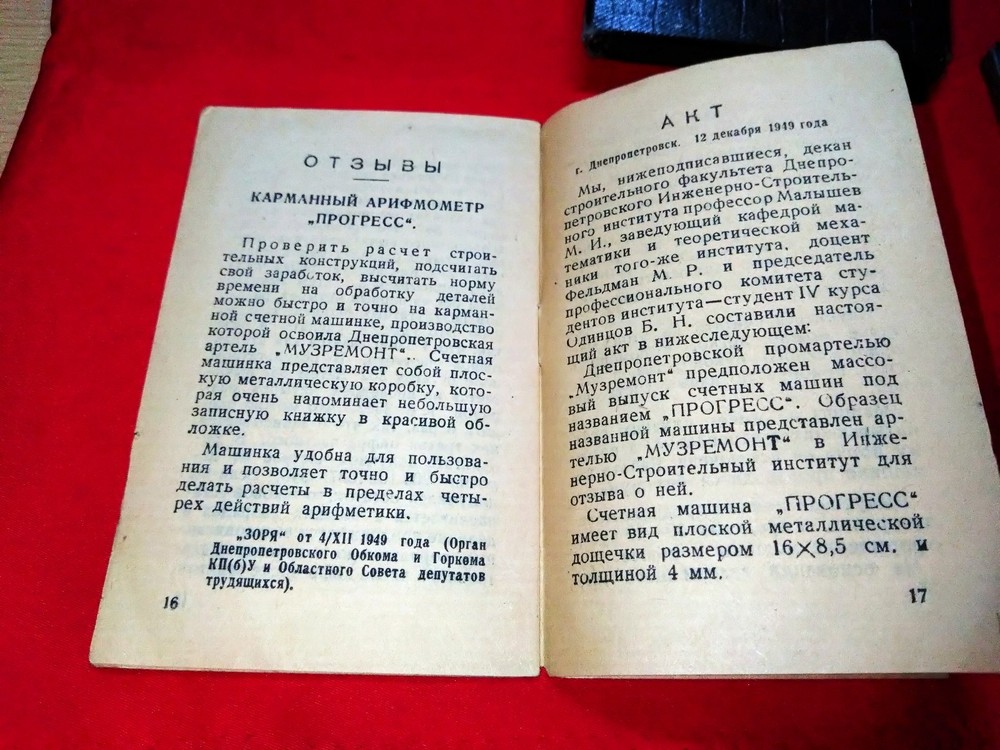 ОТЗЫВЫ
КАРМАННЫЙ АРИФМОМЕТР
„ПРОГРЕСС“.
Проверить расчет строи-
тельных конструкций, подсчитать
свой заработок, высчитать норму
времени на обработку деталей
можно быстро и точно на карман-
ной счетной машинке, производство
которой освоила Днепропетровская
артель „МУЗРЕМОНТ“. Счетная
машинка представляет собой плос-
кую металлическую коробку, кото-
рая очень напоминает небольшую
записную книжку в красивой об-
ложке.
Машинка удобна для пользова-
ния и позволяет точно и быстро
делать расчеты в пределах четы-
рех действий арифметики.
„ЗОРЯ“ от 4/XII 1949 года (Орган
Днепропетровского Обкома и Горкома
КП(б)У и Областного Совета депутатов
трудящихся).
16
АКТ
г. Днепропетровск. 12 декабря 1949 года
Мы, нижеподписавшиеся, декан
строительного факультета Днепро-
петровского Инженерно-Строитель-
ного института профессор Малышев
М. И., заведующий кафедрой ма-
тематики и теоретической меха-
ники того-же института, доцент
Фельдман М. Р. и председатель
профессионального комитета сту-
дентов института—студент IV курса
Одинцов Б. Н. составили настоя-
щий акт в нижеследующем:
Днепропетровской промартелью
„Музремонт“ предположен массо-
вый выпуск счетных машин под
названием „ПРОГРЕСС“. Образец
названной машины представлен ар-
телью „МУЗРЕМОНТ“ в Инже-
нерно-Строительный институт для
отзыва о ней.
Счетная машина „ПРОГРЕСС“
имеет вид плоской металлической
дощечки размером 16×8,5 см. и
толщиной 4 мм.
17